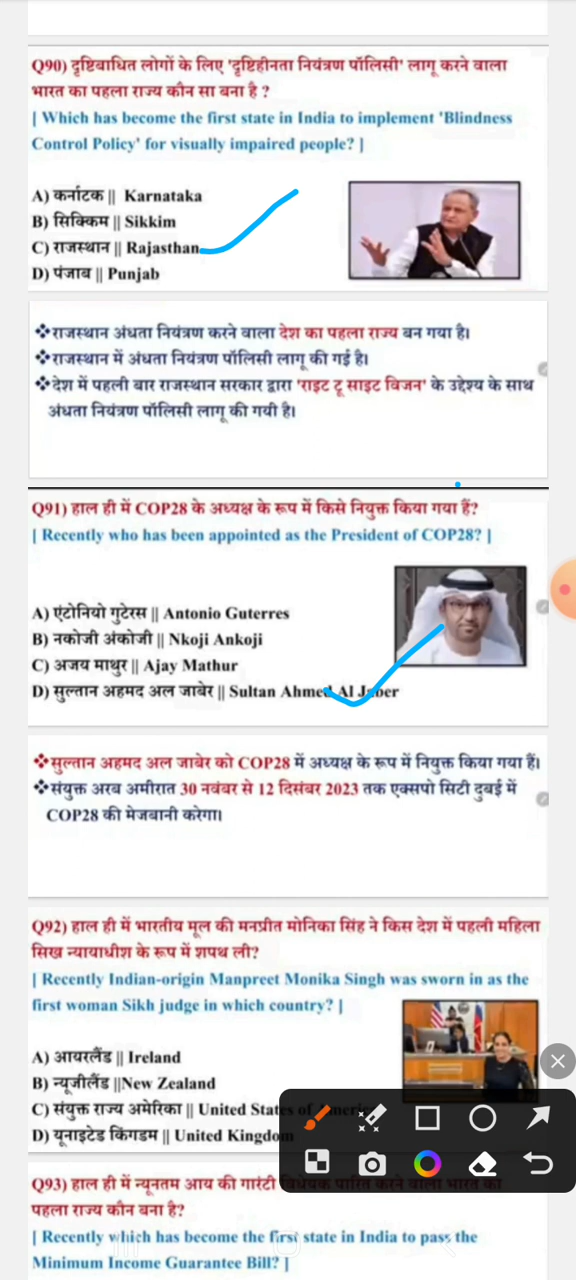 Q90) दृष्टिबाधित लोगों के लिए 'दृष्टिहीनता नियंत्रण पॉलिसी' लागू करने वाला
भारत का पहला राज्य कौन सा बना है ?
[ Which has become the first state in India to implement 'Blindness
Control Policy' for visually impaired people? ]
A) कर्नाटक || Karnataka
B) सिक्किम || Sikkim
C) राजस्थान || Rajasthan
D) पंजाब || Punjab
❖राजस्थान अंधता नियंत्रण करने वाला देश का पहला राज्य बन गया है।
❖राजस्थान में अंधता नियंत्रण पॉलिसी लागू की गई है।
❖देश में पहली बार राजस्थान सरकार द्वारा 'राइट टू साइट विजन' के उद्देश्य के साथ
अंधता नियंत्रण पॉलिसी लागू की गयी है।
Q91) हाल ही में COP28 के अध्यक्ष के रूप में किसे नियुक्त किया गया हैं?
[ Recently who has been appointed as the President of COP28? ]
A) एंटोनियो गुटेरस || Antonio Guterres
B) नकोजी अंकोजी || Nkoji Ankoji
C) अजय माथुर || Ajay Mathur
D) सुल्तान अहमद अल जाबेर || Sultan Ahmed Al Jaber
❖सुल्तान अहमद अल जाबेर को COP28 में अध्यक्ष के रूप में नियुक्त किया गया हैं।
❖संयुक्त अरब अमीरात 30 नवंबर से 12 दिसंबर 2023 तक एक्सपो सिटी दुबई में
COP28 की मेजबानी करेगा।
Q92) हाल ही में भारतीय मूल की मनप्रीत मोनिका सिंह ने किस देश में पहली महिला
सिख न्यायाधीश के रूप में शपथ ली?
[ Recently Indian-origin Manpreet Monika Singh was sworn in as the
first woman Sikh judge in which country? ]
A) आयरलैंड || Ireland
B) न्यूजीलैंड ||New Zealand
C) संयुक्त राज्य अमेरिका || United States of America
D) यूनाइटेड किंगडम || United Kingdom
Q93) हाल ही में न्यूनतम आय की गारंटी विधेयक पारित करने वाला भारत का
पहला राज्य कौन बना है?
[ Recently which has become the first state in India to pass the
Minimum Income Guarantee Bill? ]